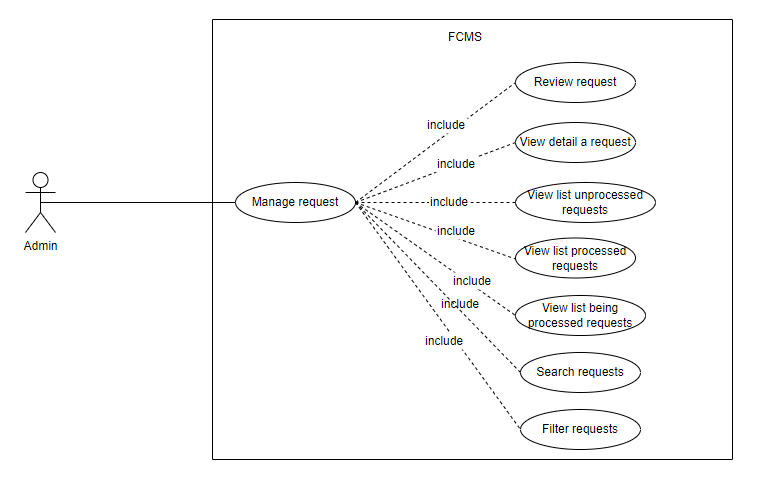 FCMS
Review request
include
View detail a request
include
View list unprocessed
requests
include
Manage request
include
View list processed
requests
Admin
include
View list being
processed requests
include
include
Search requests
Filter requests